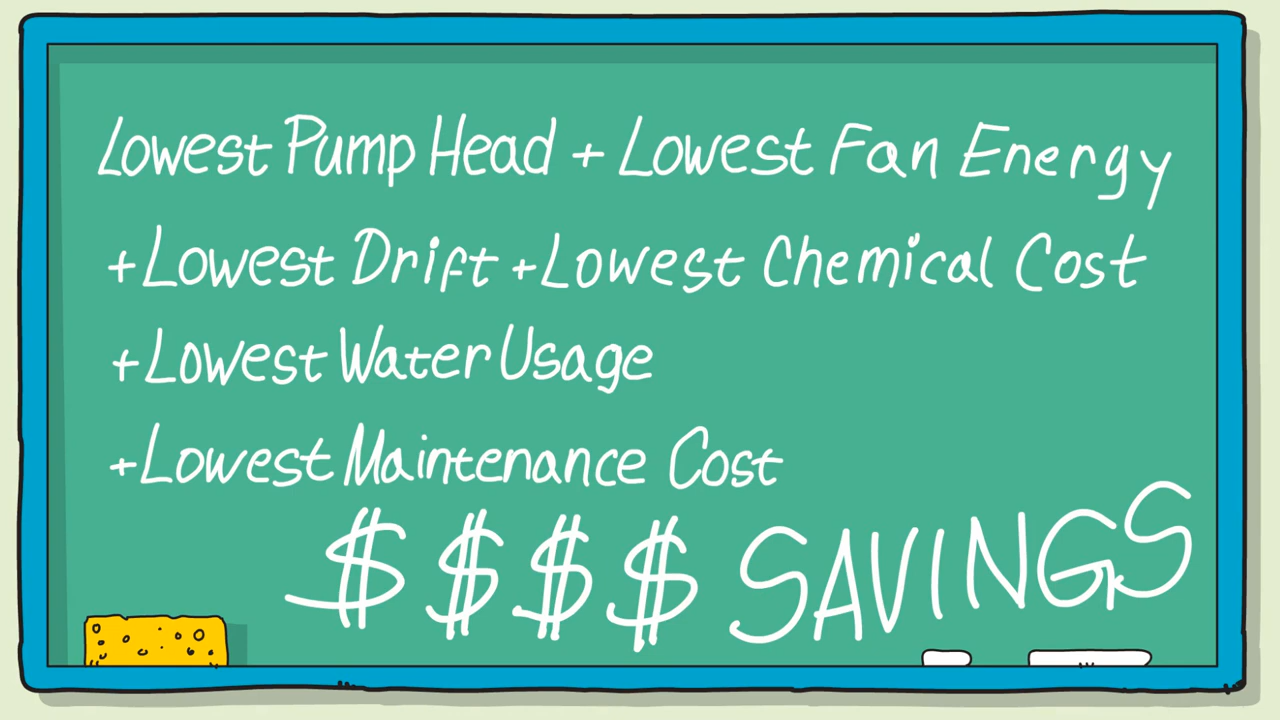 Lowest Pump Head + Lowest Fan Energy
+Lowest Drift +Lowest Chemical Cost
+Lowest Water Usage
+Lowest Maintenance Cost
$ $ $ $ SAVINGS